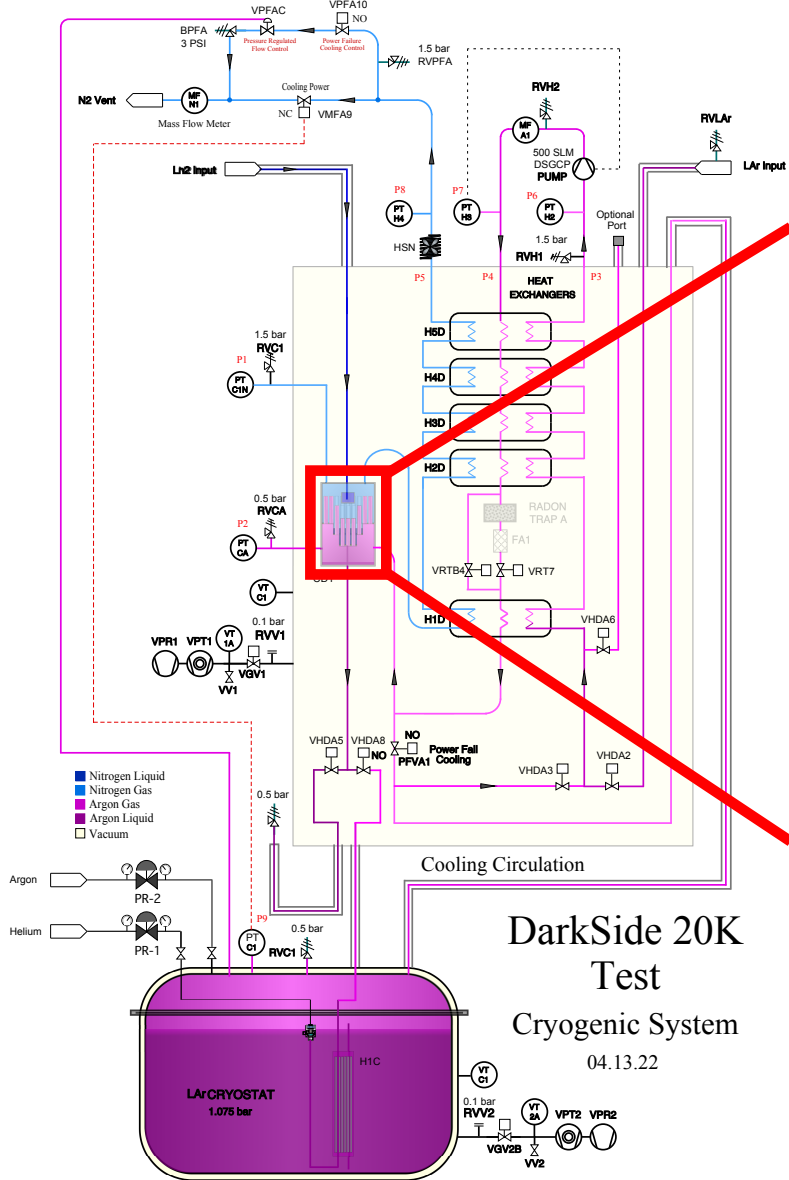 VPFAC
VPFA10
NO
BPFA
3 PSI
Pressure Regulated
Flow Control
Power Failure
Cooling Control
1.5 bar
RVPFA
Cooling Power
N2 Vent
MF
N1
Mass Flow Meter
NC
VMFA9
RVH2
MF
A1
RVLAr
500 SLM
DSGCP
PUMP
Ln2 Input
LAr Input
P8
P7
P6
PT
H4
PT
H3
PT
H2
Optional
Port
HSN
1.5 bar
RVH1
P5
P4
P3
HEAT
EXCHANGERS
H5D
1.5 bar
RVC1
P1
PT
C1N
H4D
H3D
H2D
0.5 bar
RVCA
P2
PT
CA
RADON
TRAP A
FA1
VRTB4
VRT7
VT
C1
H1D
0.1 bar
RVV1
VHDA6
VPR1
VPT1
VT
1A
VGV1
VV1
VHDA5
VHDA8
NO
NO
PFVA1
Power Fail
Cooling
VHDA3
VHDA2
Nitrogen Liquid
Nitrogen Gas
Argon Gas
Argon Liquid
Vacuum
0.5 bar
Cooling Circulation
Argon
PR-2
Helium
PR-1
P9
PT
C1
0.5 bar
RVC1
DarkSide 20K
Test
Cryogenic System
04.13.22
H1C
LAr CRYOSTAT
1.075 bar
VT
C1
0.1 bar
RVV2
VT
2A
VPT2
VPR2
VGV2B
VV2